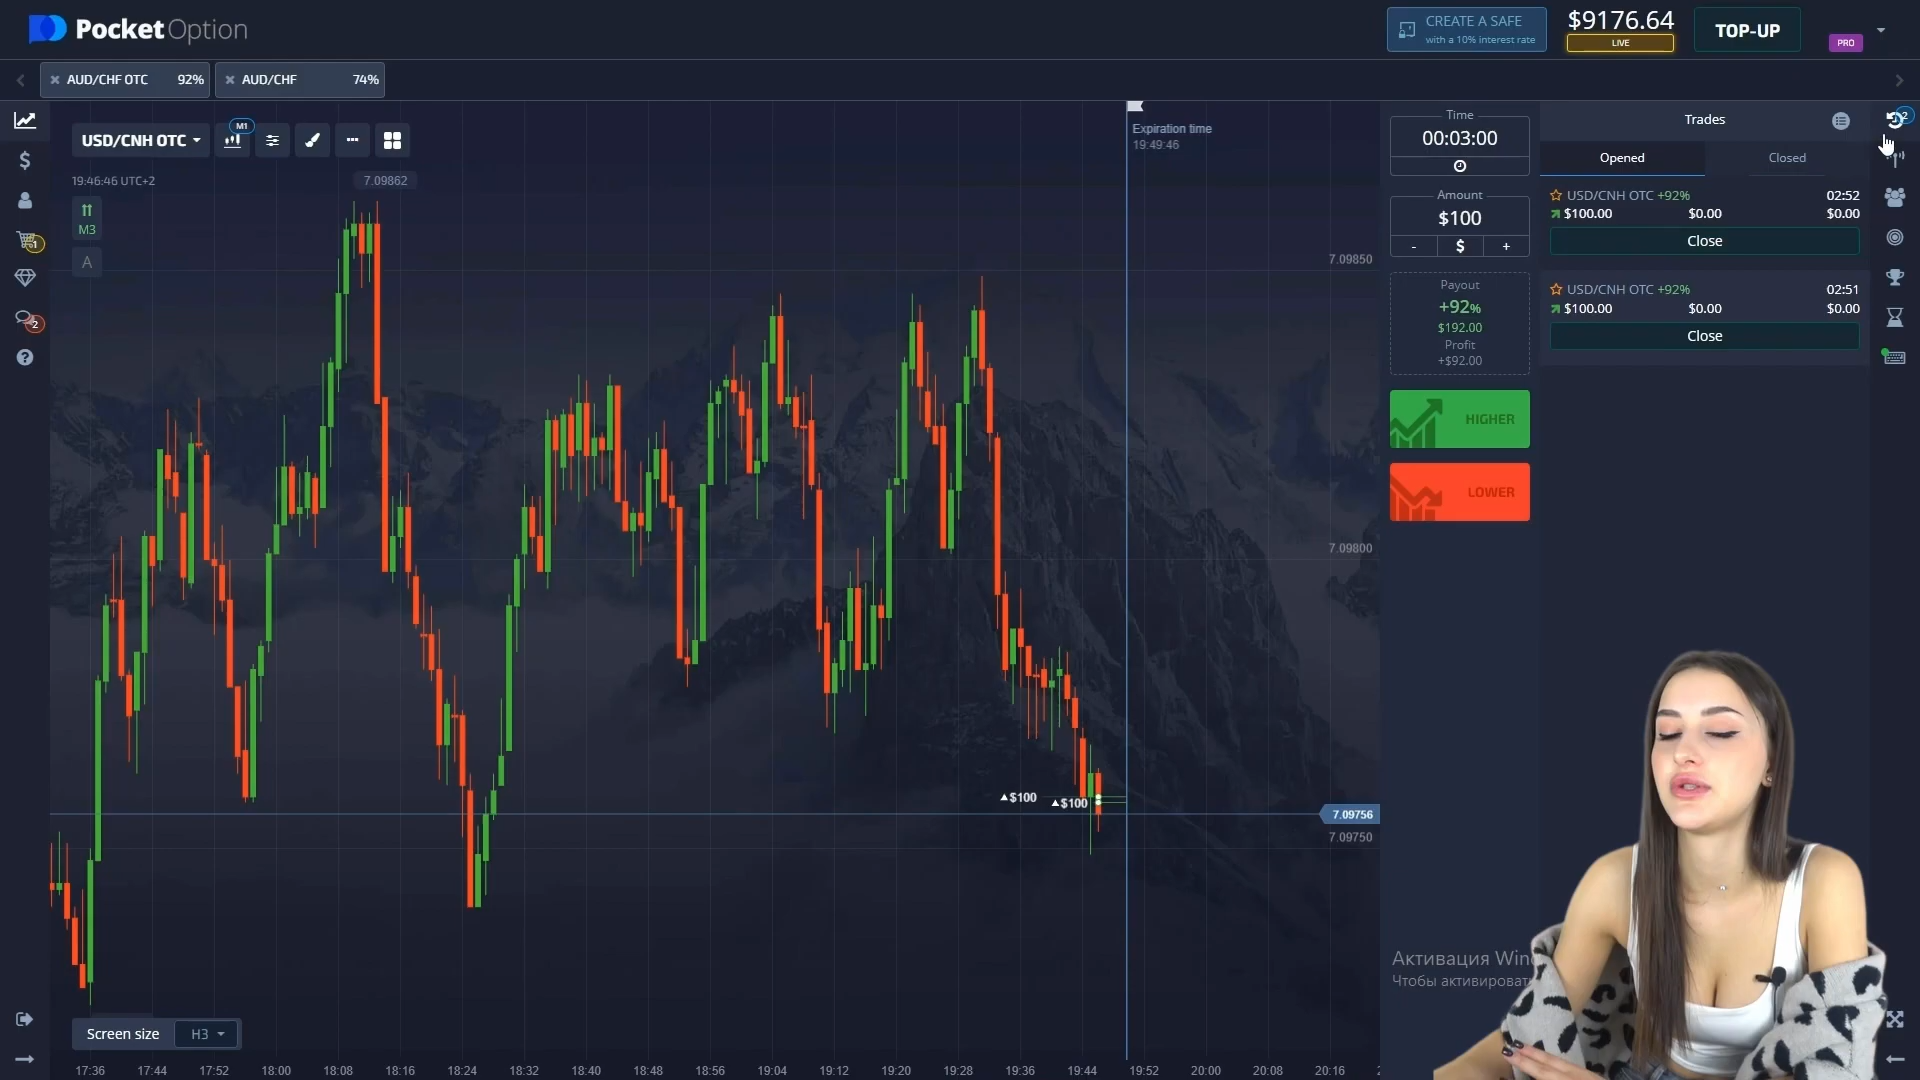 PocketOption
CREATE A SAFE
with a 10% interest rate
$9176.64
LIVE
TOP-UP
PRO
AUD/CHF OTC 92%
AUD/CHF 74%
USD/CNH OTC
M1
19:46:46 UTC+2
7.09862
M3
A
Expiration time
19:49:46
7.09850
7.09800
7.09756
7.09750
$100
$100
Time
00:03:00
Amount
$100
- $ +
Payout
+92%
$192.00
Profit
+$92.00
HIGHER
LOWER
Trades
2
Opened Closed
USD/CNH OTC +92% 02:52
$100.00 $0.00 $0.00
Close
USD/CNH OTC +92% 02:51
$100.00 $0.00 $0.00
Close
1
2
Активация Win
Чтобы активироват
Screen size H3
17:36 17:44 17:52 18:00 18:08 18:16 18:24 18:32 18:40 18:48 18:56 19:04 19:12 19:20 19:28 19:36 19:44 19:52 20:00 20:08 20:16 2